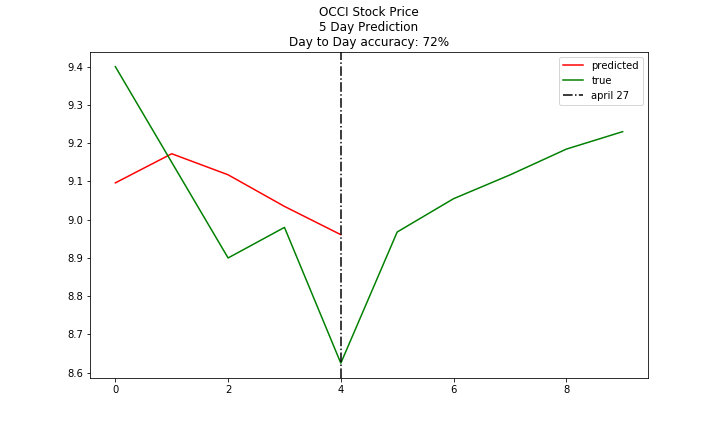 OCCI Stock Price
5 Day Prediction
Day to Day accuracy: 72%
predicted
true
april 27
9.4
9.3
9.2
9.1
9.0
8.9
8.8
8.7
8.6
0
2
4
6
8